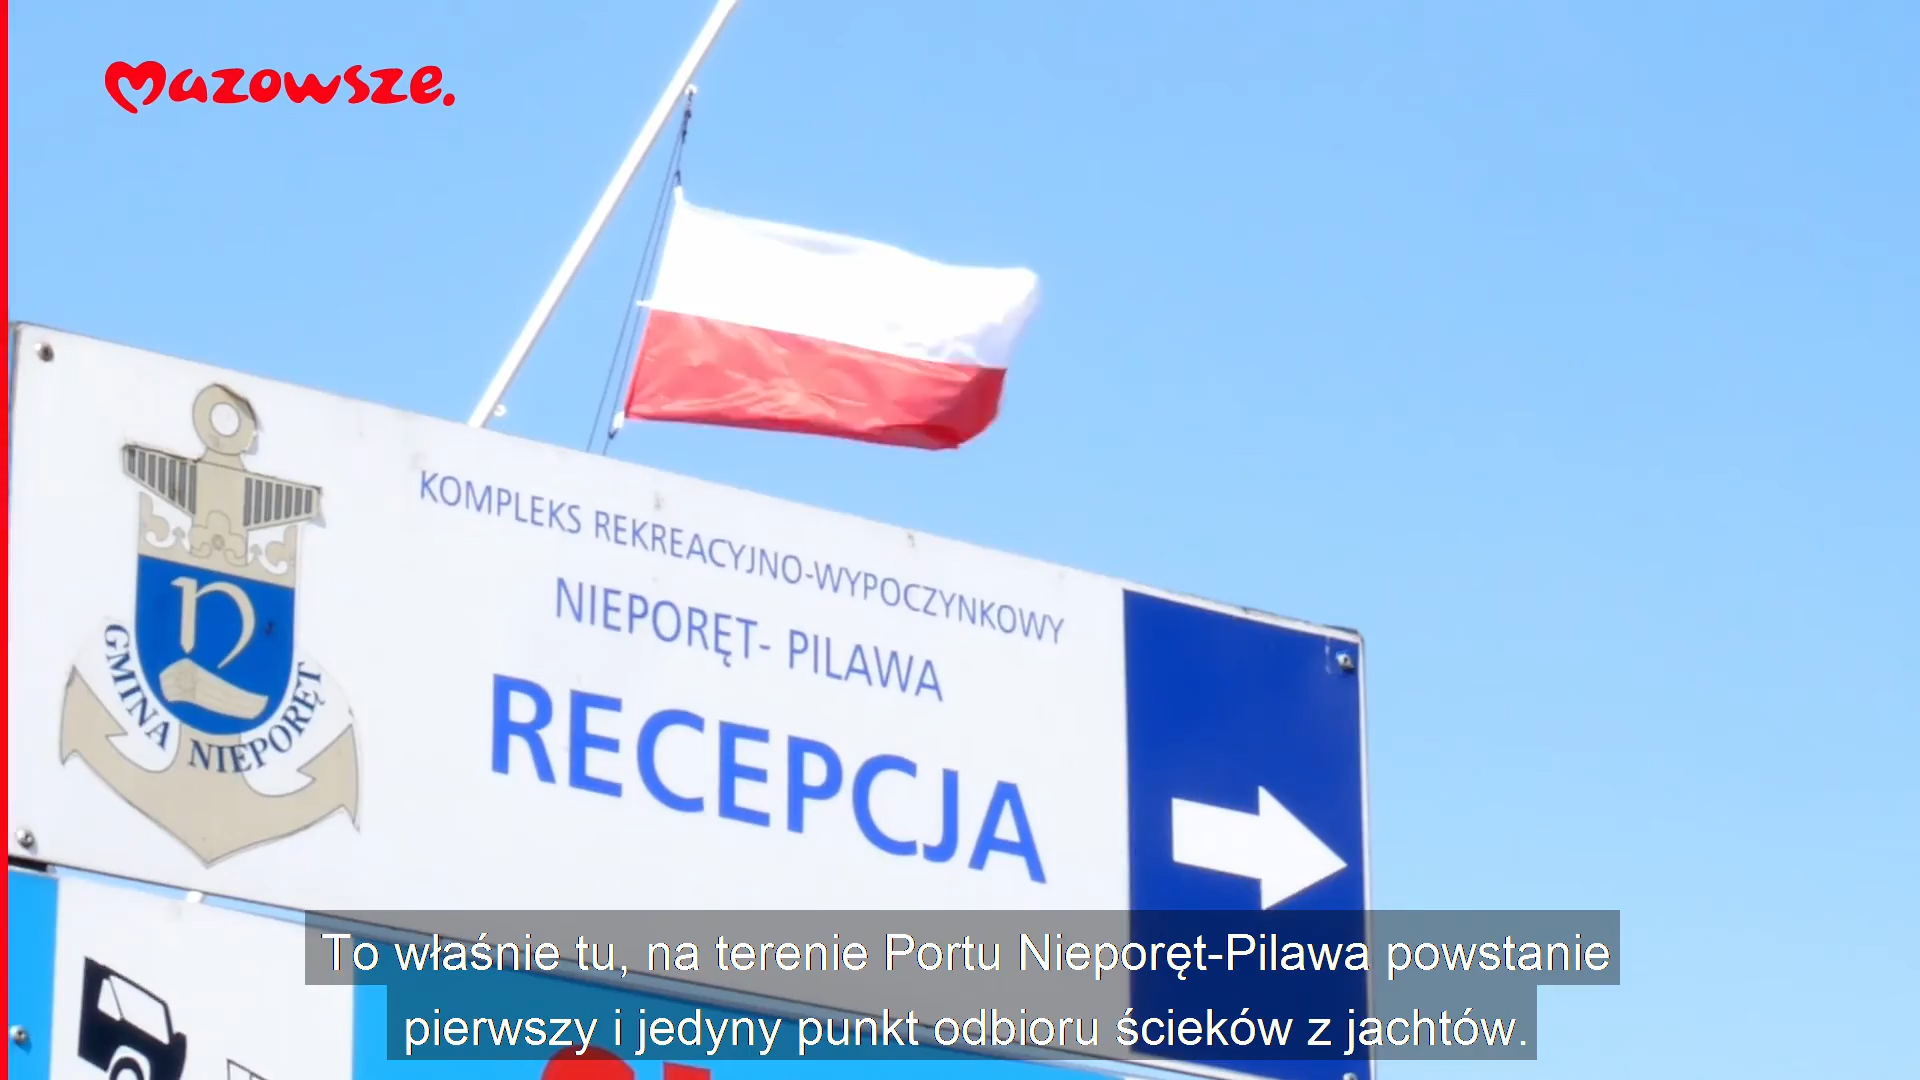 Mazowsze.
KOMPLEKS REKREACYJNO-WYPOCZYNKOWY
NIEPORĘT- PILAWA
RECEPCJA
n
GMINA NIEPORĘT
To właśnie tu, na terenie Portu Nieporęt-Pilawa powstanie
pierwszy i jedyny punkt odbioru ścieków z jachtów.